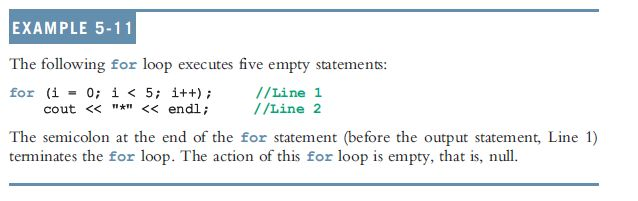 EXAMPLE 5-11
The following for loop executes five empty statements:
for (i = 0; i < 5; i++); //Line 1
cout << "*" << endl; //Line 2
The semicolon at the end of the for statement (before the output statement, Line 1)
terminates the for loop. The action of this for loop is empty, that is, null.